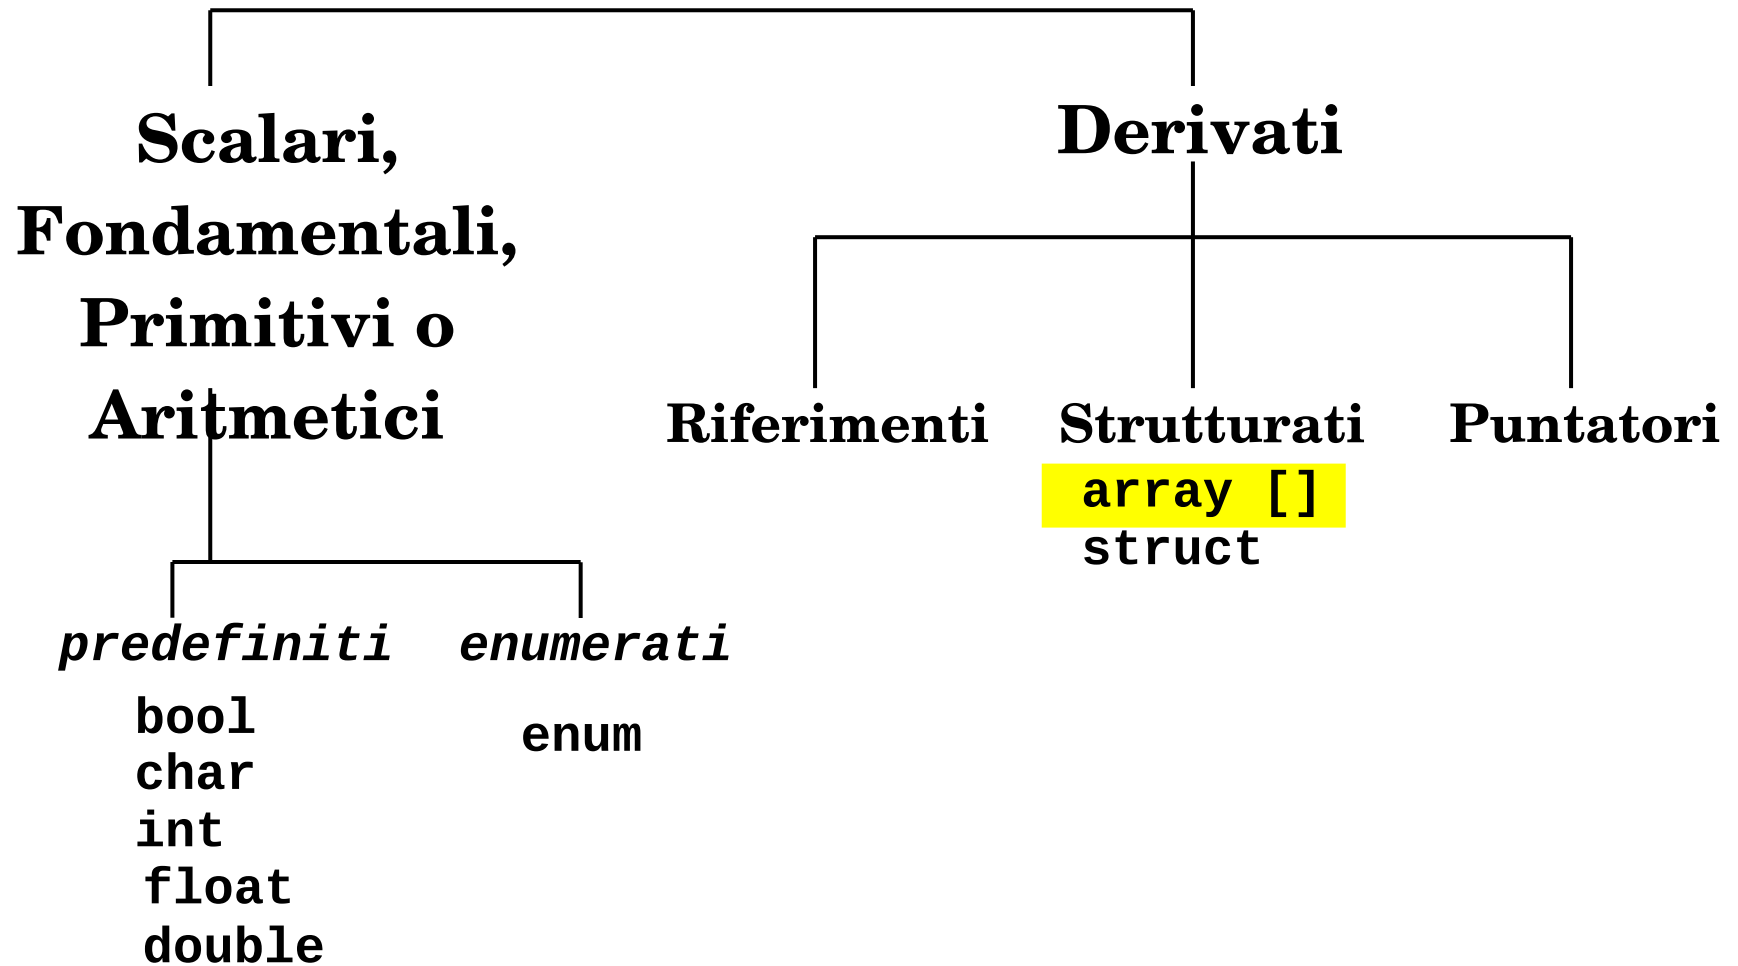 Scalari,
Fondamentali,
Primitivi o
Aritmetici
Derivati
Riferimenti
Strutturati
Puntatori
array []
struct
predefiniti
enumerati
bool
char
int
float
double
enum